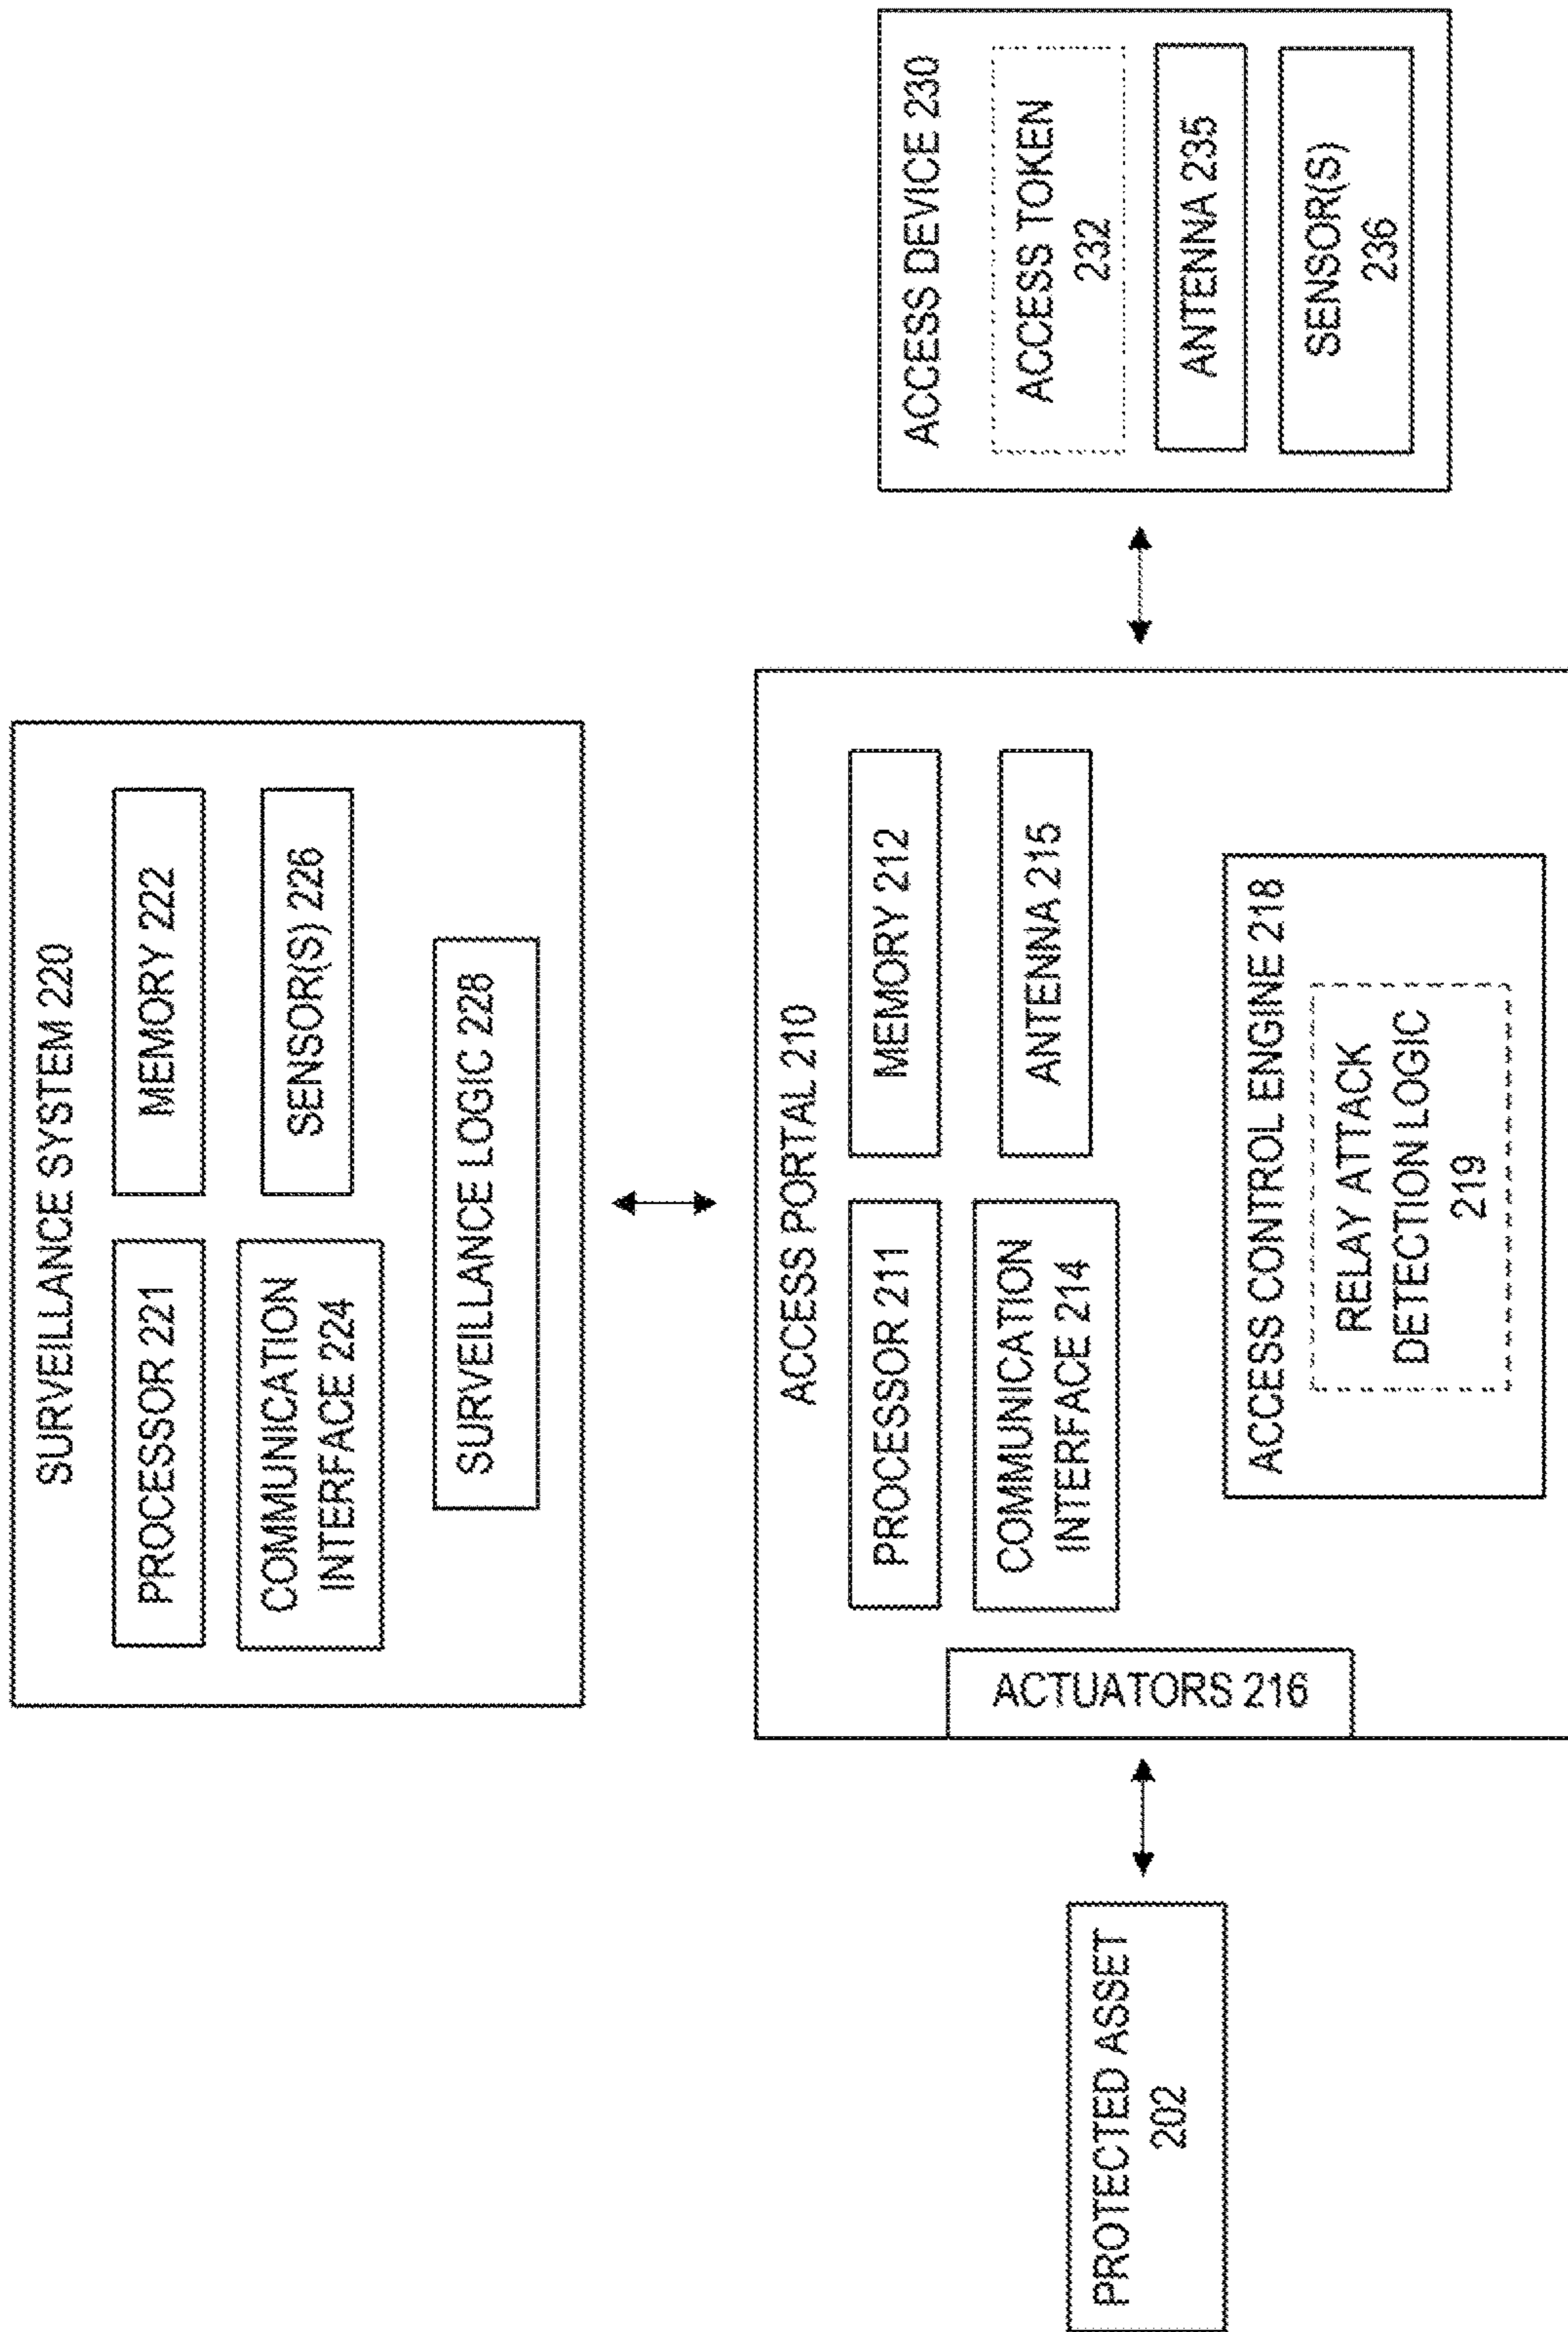 SURVEILLANCE SYSTEM 220
PROCESSOR 221
MEMORY 222
COMMUNICATION
INTERFACE 224
SENSOR(S) 226
SURVEILLANCE LOGIC 228
PROTECTED ASSET
202
ACTUATORS 216
ACCESS PORTAL 210
PROCESSOR 211
MEMORY 212
COMMUNICATION
INTERFACE 214
ANTENNA 215
ACCESS CONTROL ENGINE 218
RELAY ATTACK
DETECTION LOGIC
219
ACCESS DEVICE 230
ACCESS TOKEN
232
ANTENNA 235
SENSOR(S)
236